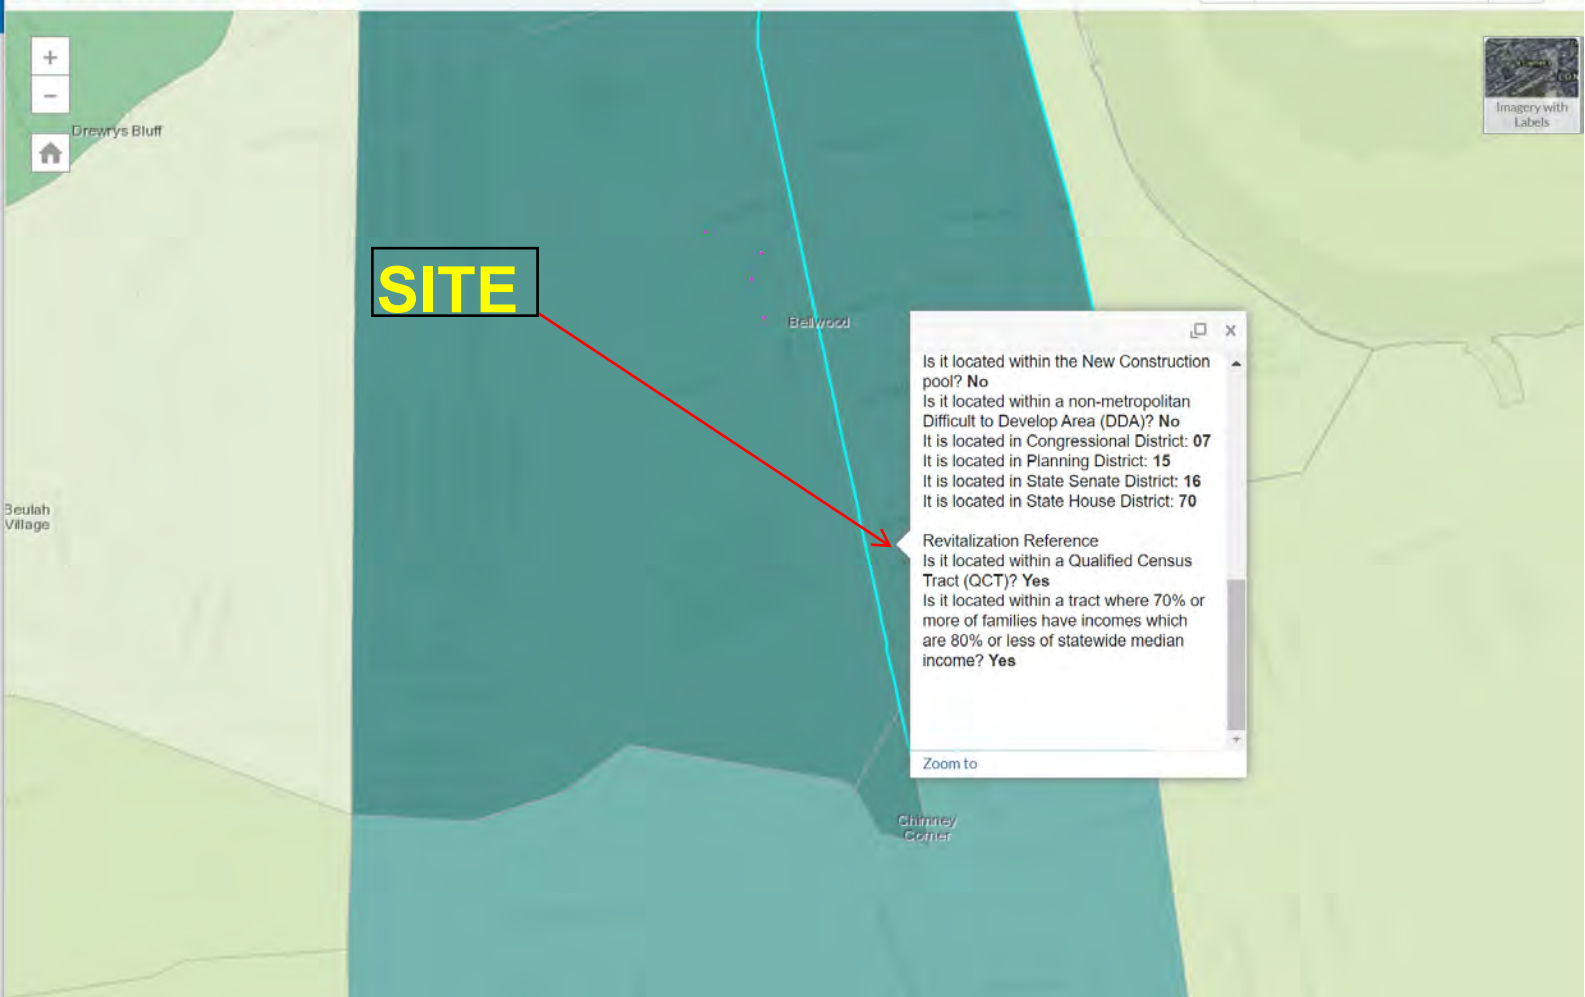 +
−
Drewrys Bluff
Imagery with
Labels
SITE
Bellwood
x
Is it located within the New Construction
pool? No
Is it located within a non-metropolitan
Difficult to Develop Area (DDA)? No
It is located in Congressional District: 07
It is located in Planning District: 15
It is located in State Senate District: 16
It is located in State House District: 70
Revitalization Reference
Is it located within a Qualified Census
Tract (QCT)? Yes
Is it located within a tract where 70% or
more of families have incomes which
are 80% or less of statewide median
income? Yes
Zoom to
Beulah
Village
Chimney
Corner